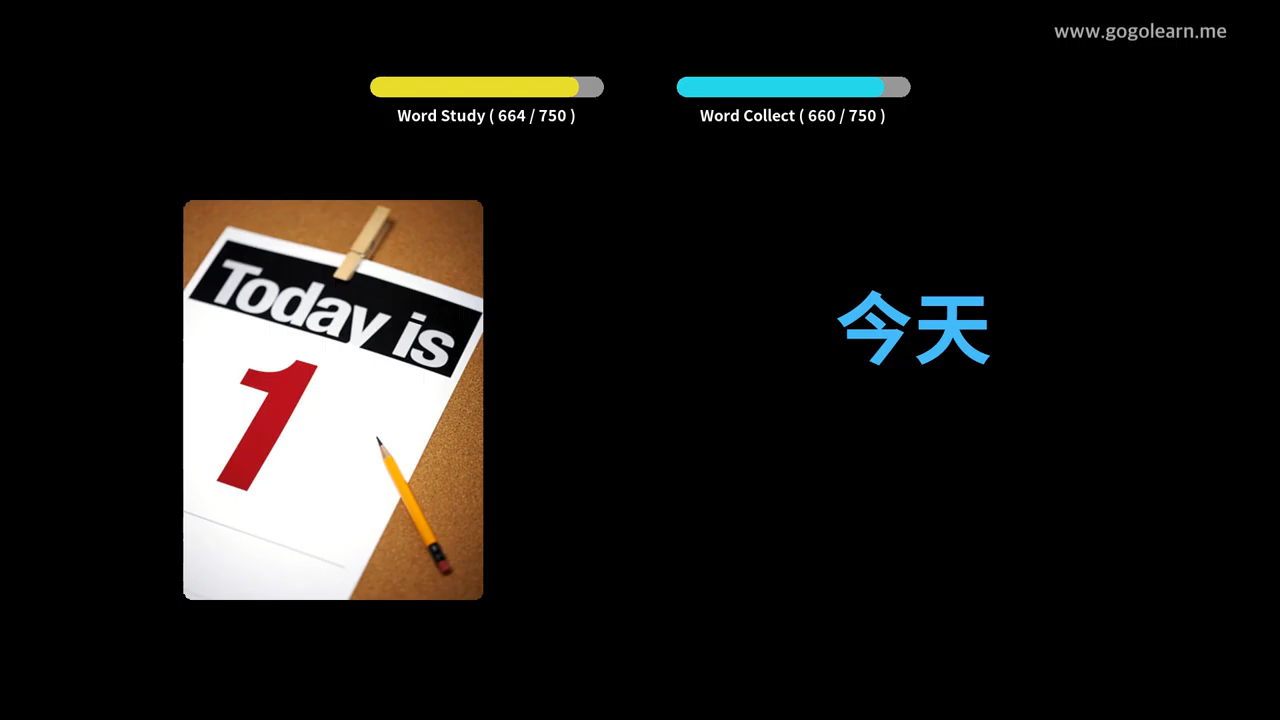 www.gogolearn.me
Word Study ( 664 / 750 )
Word Collect ( 660 / 750 )
Today is
1
今天